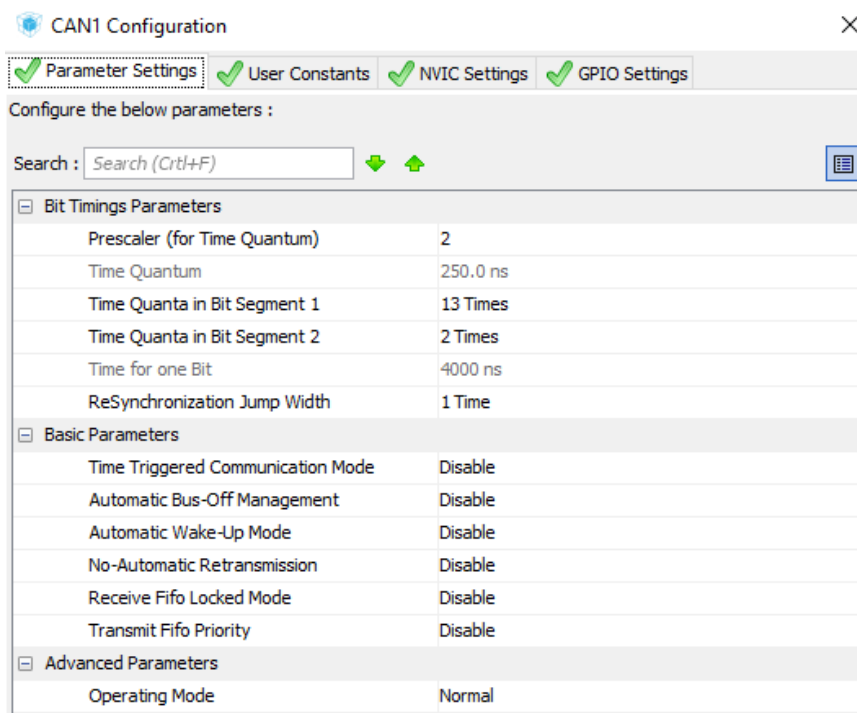 CAN1 Configuration
Parameter Settings User Constants NVIC Settings GPIO Settings
Configure the below parameters :
Search : Search (Crtl+F)
Bit Timings Parameters
Prescaler (for Time Quantum) 2
Time Quantum 250.0 ns
Time Quanta in Bit Segment 1 13 Times
Time Quanta in Bit Segment 2 2 Times
Time for one Bit 4000 ns
ReSynchronization Jump Width 1 Time
Basic Parameters
Time Triggered Communication Mode Disable
Automatic Bus-Off Management Disable
Automatic Wake-Up Mode Disable
No-Automatic Retransmission Disable
Receive Fifo Locked Mode Disable
Transmit Fifo Priority Disable
Advanced Parameters
Operating Mode Normal